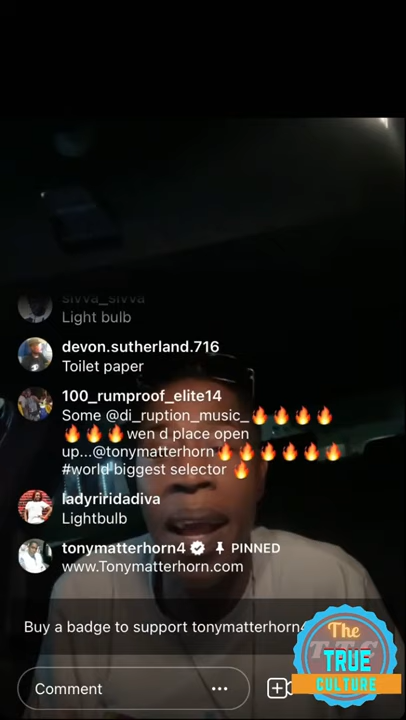 sivva_sivva
Light bulb
devon.sutherland.716
Toilet paper
100_rumproof_elite14
Some @di_ruption_music_🔥🔥🔥🔥
🔥🔥🔥wen d place open
up...@tonymatterhorn🔥🔥🔥🔥🔥🔥
#world biggest selector 🔥
ladyriridadiva
Lightbulb
tonymatterhorn4 PINNED
www.Tonymatterhorn.com
Buy a badge to support tonymatterhorn
The
T.T.C
TRUE
CULTURE
Comment